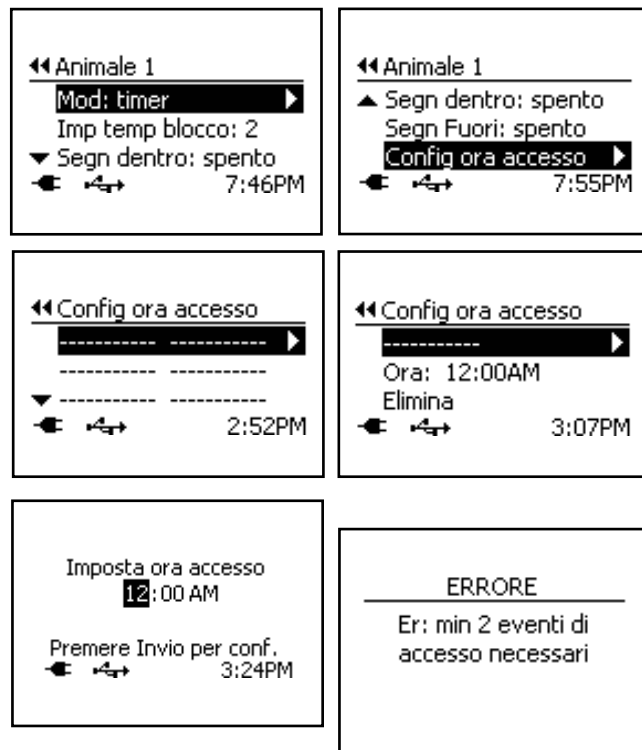 Animale 1
Mod: timer
Imp temp blocco: 2
Segn dentro: spento
7:46PM
Animale 1
Segn dentro: spento
Segn Fuori: spento
Config ora accesso
7:55PM
Config ora accesso
----------- -----------
----------- -----------
----------- -----------
2:52PM
Config ora accesso
-----------
Ora: 12:00AM
Elimina
3:07PM
Imposta ora accesso
12:00 AM
Premere Invio per conf.
3:24PM
ERRORE
Er: min 2 eventi di
accesso necessari